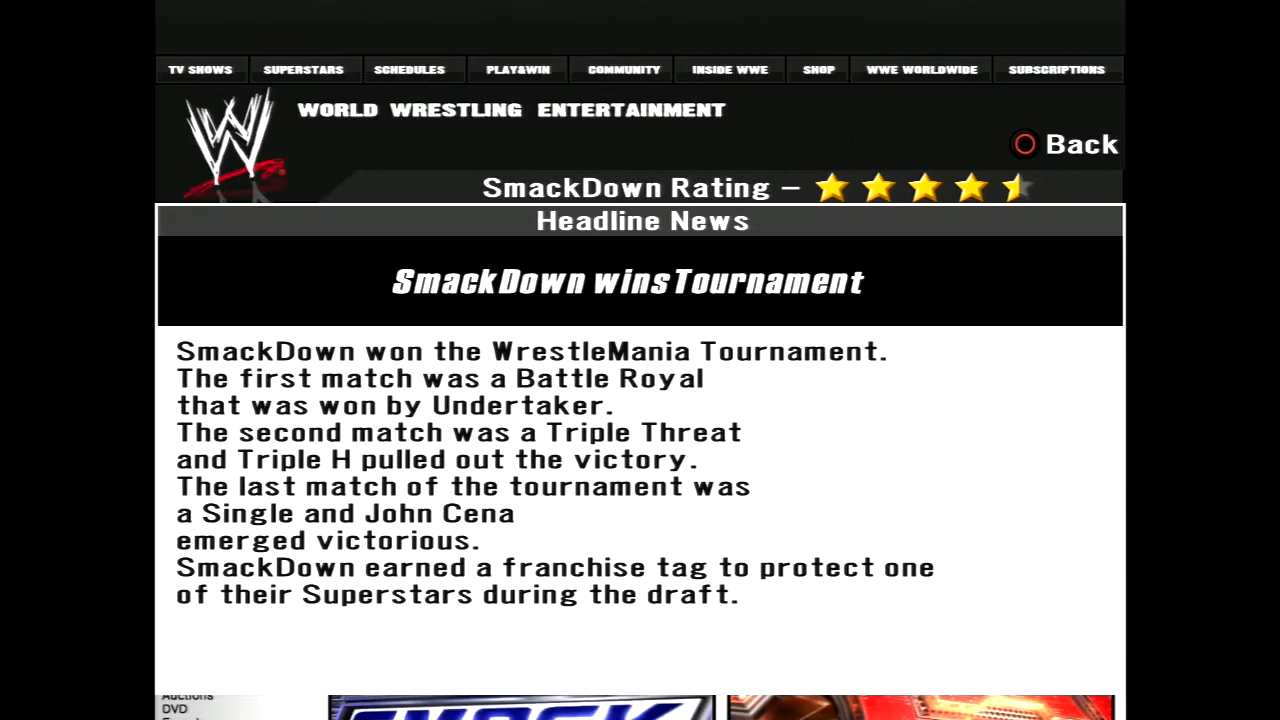 TV SHOWS SUPERSTARS SCHEDULES PLAY&WIN COMMUNITY INSIDE WWE SHOP WWE WORLDWIDE SUBSCRIPTIONS
WORLD WRESTLING ENTERTAINMENT
Back
SmackDown Rating –
Headline News
SmackDown wins Tournament
SmackDown won the WrestleMania Tournament.
The first match was a Battle Royal
that was won by Undertaker.
The second match was a Triple Threat
and Triple H pulled out the victory.
The last match of the tournament was
a Single and John Cena
emerged victorious.
SmackDown earned a franchise tag to protect one
of their Superstars during the draft.
Auctions
DVD
SMACK